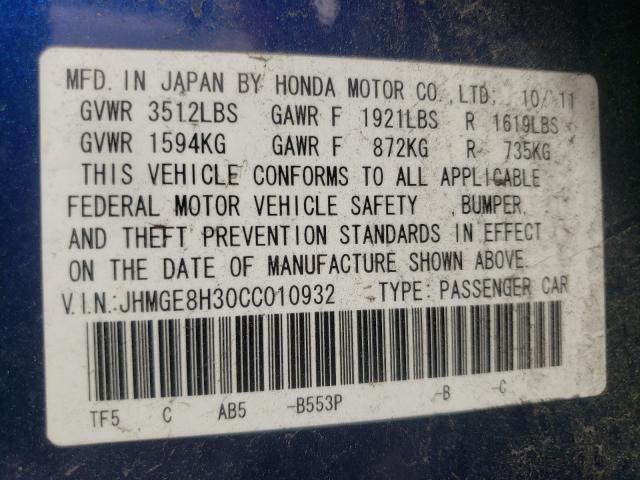 MFD. IN JAPAN BY HONDA MOTOR CO.,LTD. 10/11
GVWR 3512LBS GAWR F 1921LBS R 1619LBS
GVWR 1594KG GAWR F 872KG R 735KG
THIS VEHICLE CONFORMS TO ALL APPLICABLE
FEDERAL MOTOR VEHICLE SAFETY ,BUMPER,
AND THEFT PREVENTION STANDARDS IN EFFECT
ON THE DATE OF MANUFACTURE SHOWN ABOVE.
V.I.N.:JHMGE8H30CC010932 TYPE: PASSENGER CAR
TF5 C AB5 -B553P -B -C